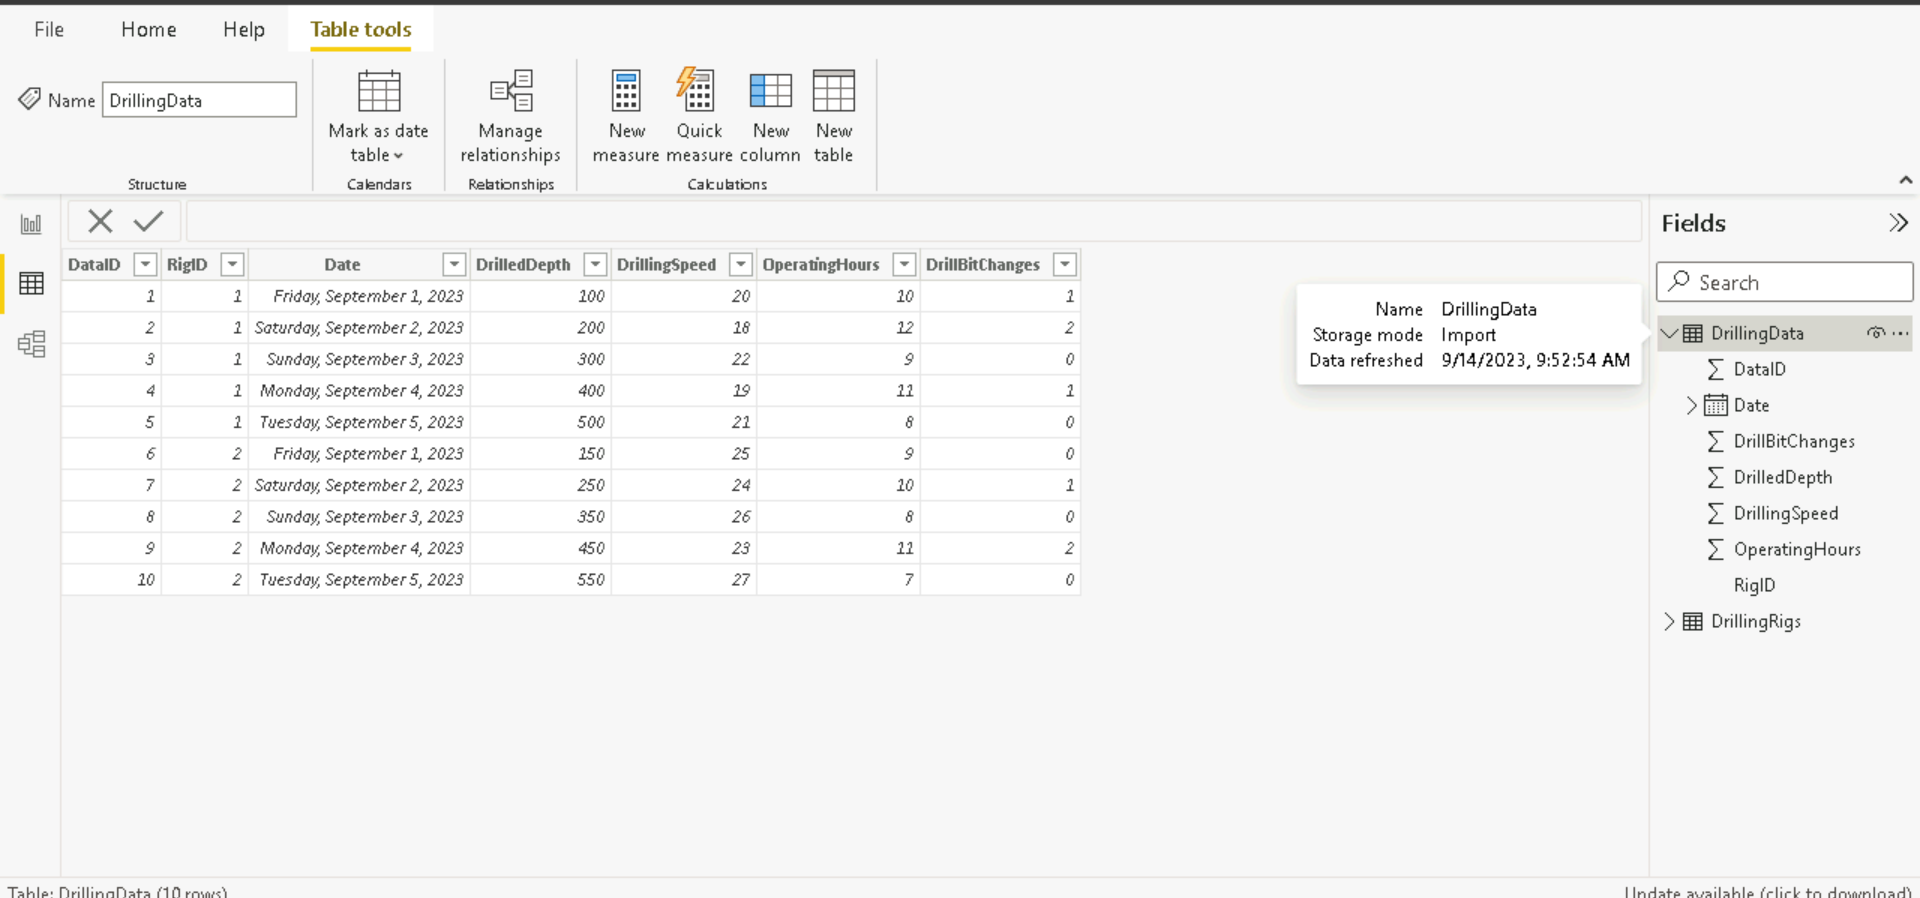 File Home Help Table tools
Name DrillingData
Mark as date table
Manage relationships
New measure
Quick measure
New column
New table
Structure Calendars Relationships Calculations
DataID RigID Date DrilledDepth DrillingSpeed OperatingHours DrillBitChanges
1 1 Friday, September 1, 2023 100 20 10 1
2 1 Saturday, September 2, 2023 200 18 12 2
3 1 Sunday, September 3, 2023 300 22 9 0
4 1 Monday, September 4, 2023 400 19 11 1
5 1 Tuesday, September 5, 2023 500 21 8 0
6 2 Friday, September 1, 2023 150 25 9 0
7 2 Saturday, September 2, 2023 250 24 10 1
8 2 Sunday, September 3, 2023 350 26 8 0
9 2 Monday, September 4, 2023 450 23 11 2
10 2 Tuesday, September 5, 2023 550 27 7 0
Name DrillingData
Storage mode Import
Data refreshed 9/14/2023, 9:52:54 AM
Fields
Search
DrillingData
DataID
Date
DrillBitChanges
DrilledDepth
DrillingSpeed
OperatingHours
RigID
DrillingRigs
Table: DrillingData (10 rows)
Update available (click to download)